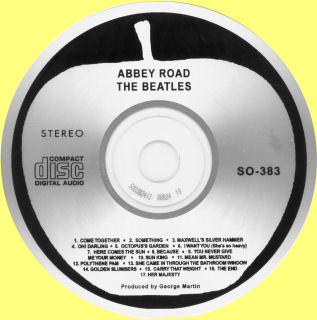 ABBEY ROAD
THE BEATLES
STEREO
COMPACT
disc
DIGITAL AUDIO
SO-383
1. COME TOGETHER • 2. SOMETHING • 3. MAXWELL'S SILVER HAMMER
4. OH! DARLING • 5. OCTOPUS'S GARDEN • 6. I WANT YOU (She's so heavy)
7. HERE COMES THE SUN • 8. BECAUSE • 9. YOU NEVER GIVE
ME YOUR MONEY • 10. SUN KING • 11. MEAN MR. MUSTARD
12. POLYTHENE PAM • 13. SHE CAME IN THROUGH THE BATHROOM WINDOW
14. GOLDEN SLUMBERS • 15. CARRY THAT WEIGHT • 16. THE END
17. HER MAJESTY
Produced by George Martin